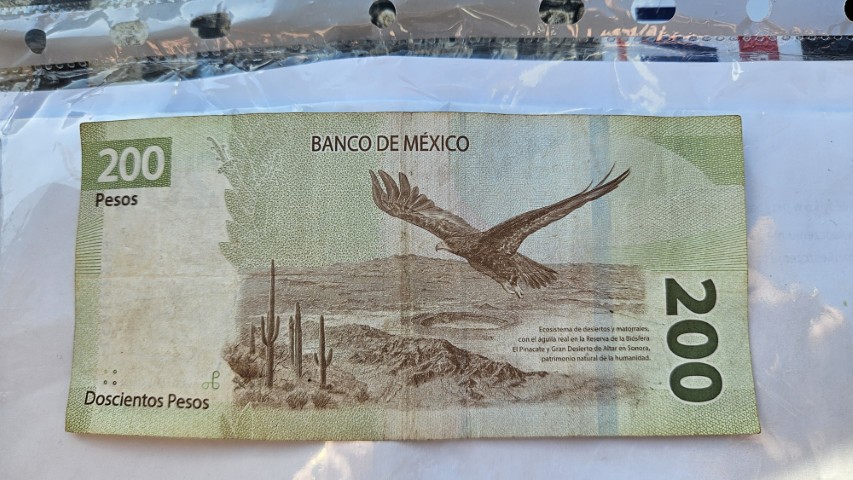 200
Pesos
BANCO DE MÉXICO
Ecosistema de desiertos y matorrales,
con el águila real en la Reserva de la Biósfera
El Pinacate y Gran Desierto de Altar en Sonora,
patrimonio natural de la humanidad.
200
Doscientos Pesos